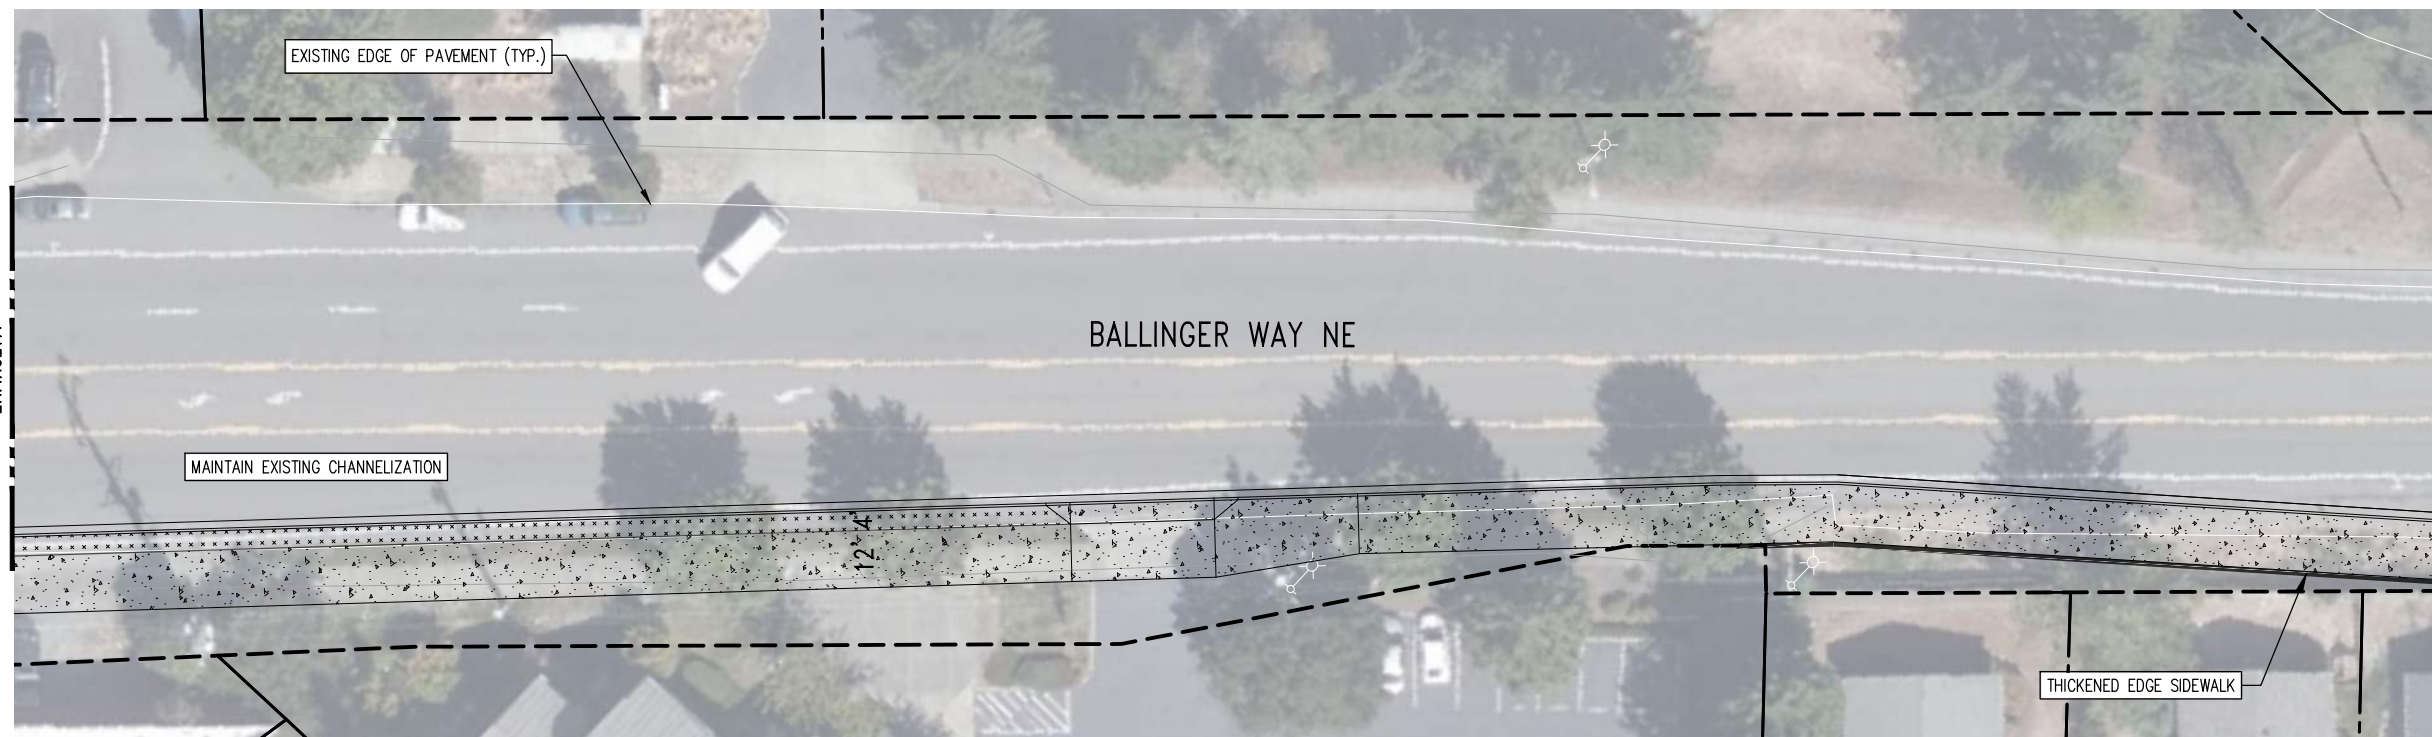 EXISTING EDGE OF PAVEMENT (TYP.)
BALLINGER WAY NE
MAINTAIN EXISTING CHANNELIZATION
12'
4'
THICKENED EDGE SIDEWALK